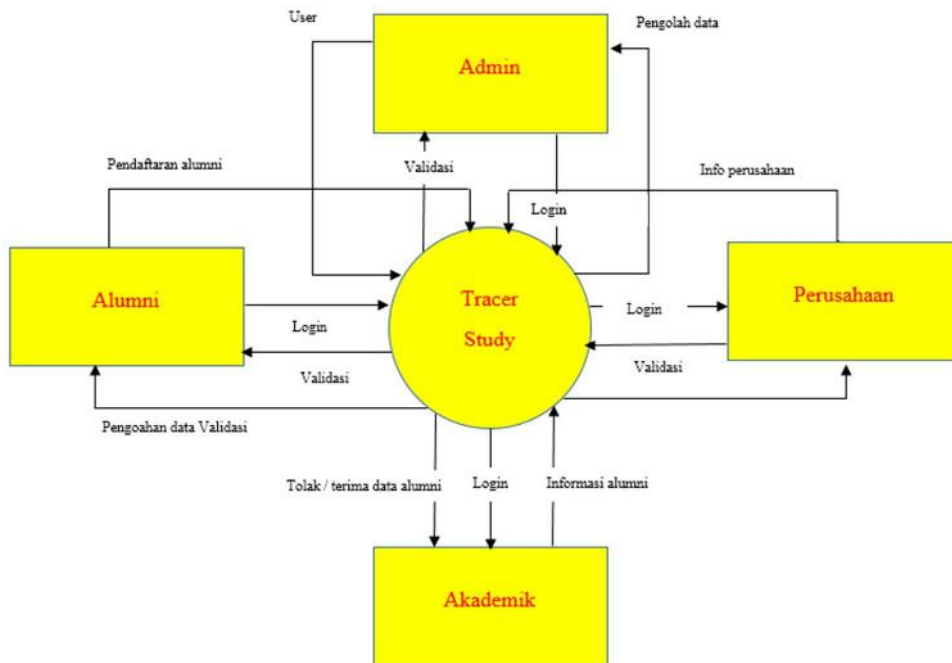 User
Pengolah data
Admin
Pendaftaran alumni
Validasi
Info perusahaan
Login
Alumni
Tracer
Study
Perusahaan
Login
Login
Validasi
Validasi
Pengoahan data Validasi
Tolak / terima data alumni
Login
Informasi alumni
Akademik